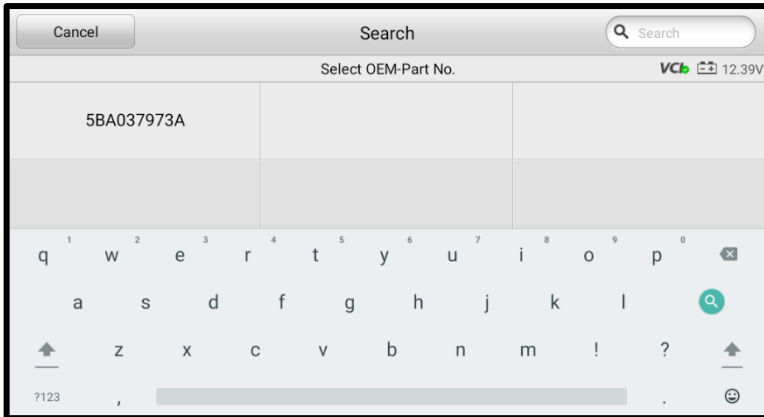 Cancel Search Search
Select OEM-Part No. VCI 12.39V
5BA037973A
1 2 3 4 5 6 7 8 9 0
q w e r t y u i o p
a s d f g h j k l
z x c v b n m ! ?
?123 , .